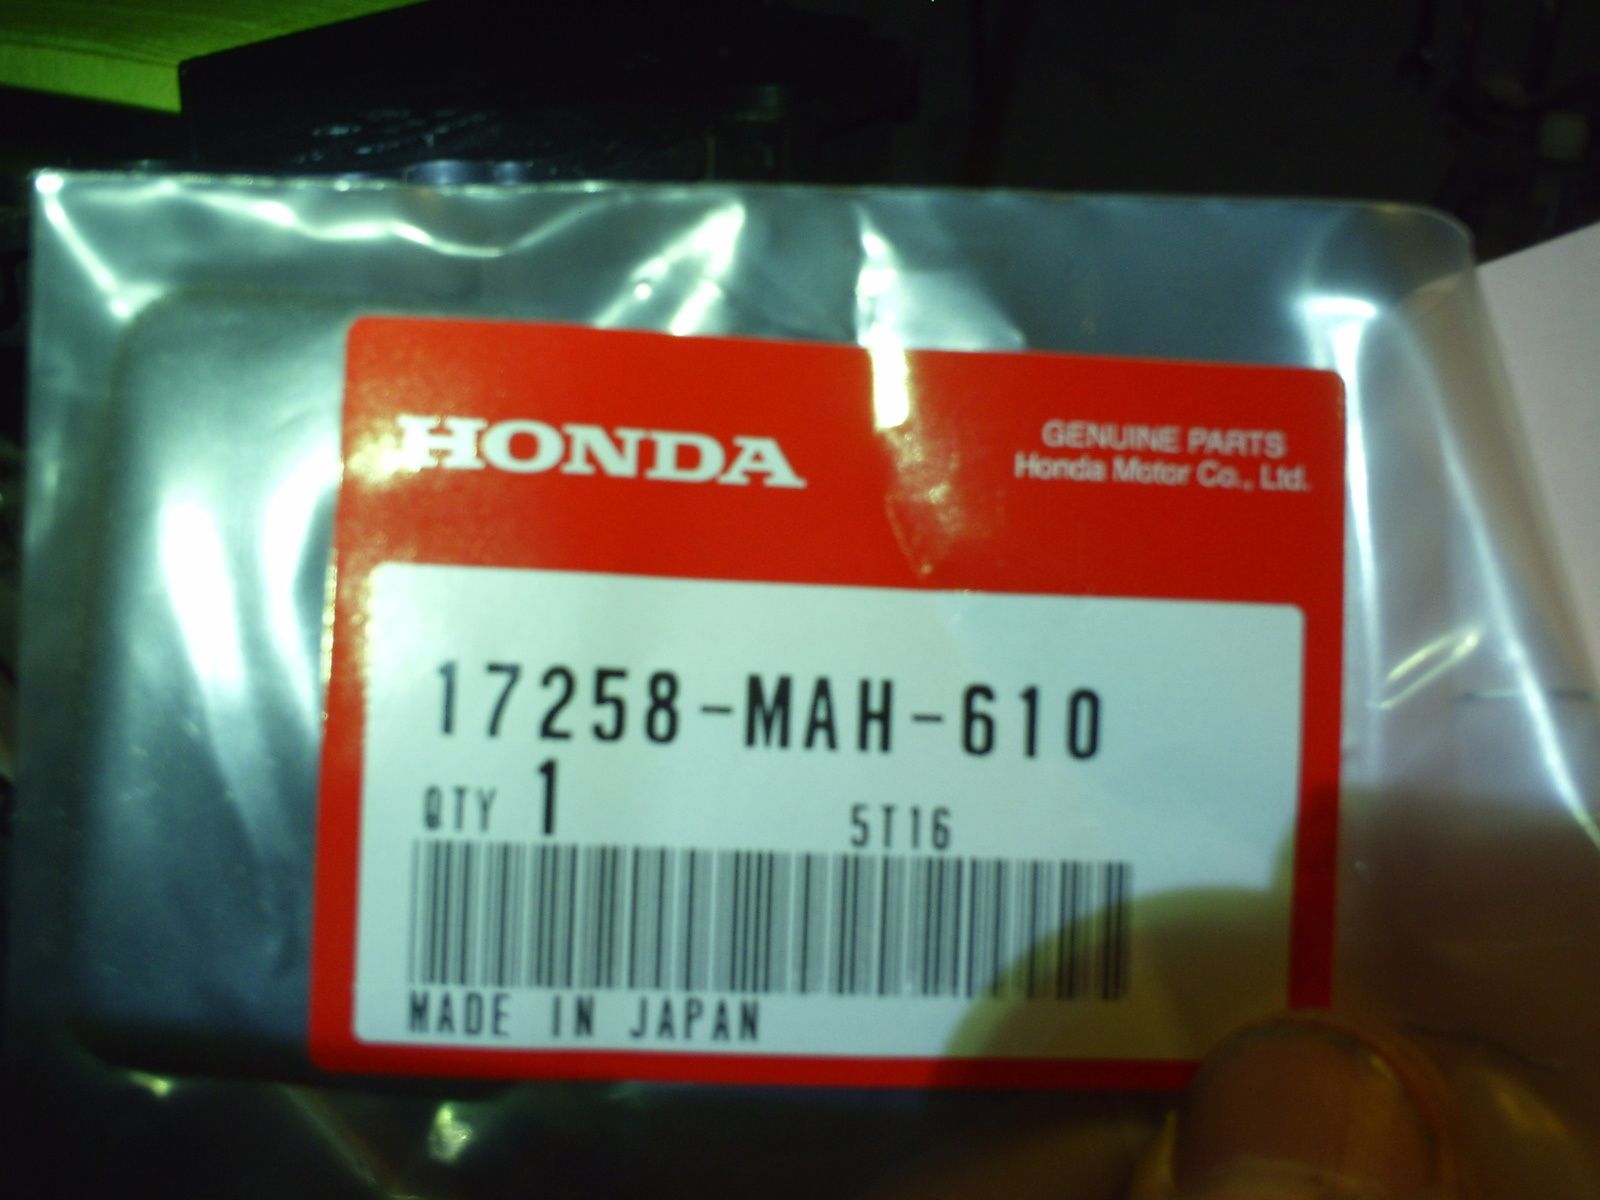 HONDA
GENUINE PARTS
Honda Motor Co., Ltd.
17258-MAH-610
QTY 1 5T16
MADE IN JAPAN